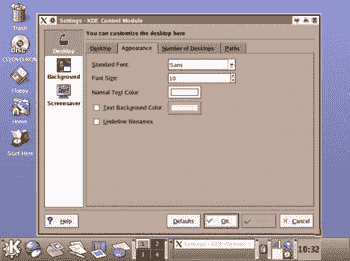 Settings - KDE Control Module
Trash
You can customize the desktop here
Desktop
Appearance
Number of Desktops
Paths
Desktop
Standard Font:
Sans
Font Size:
10
Background
Normal Text Color:
Floppy
Text Background Color:
Screensaver
Underline filenames
Home
Start Here
Help
Defaults
OK
Cancel
1 2
3 4
10:32